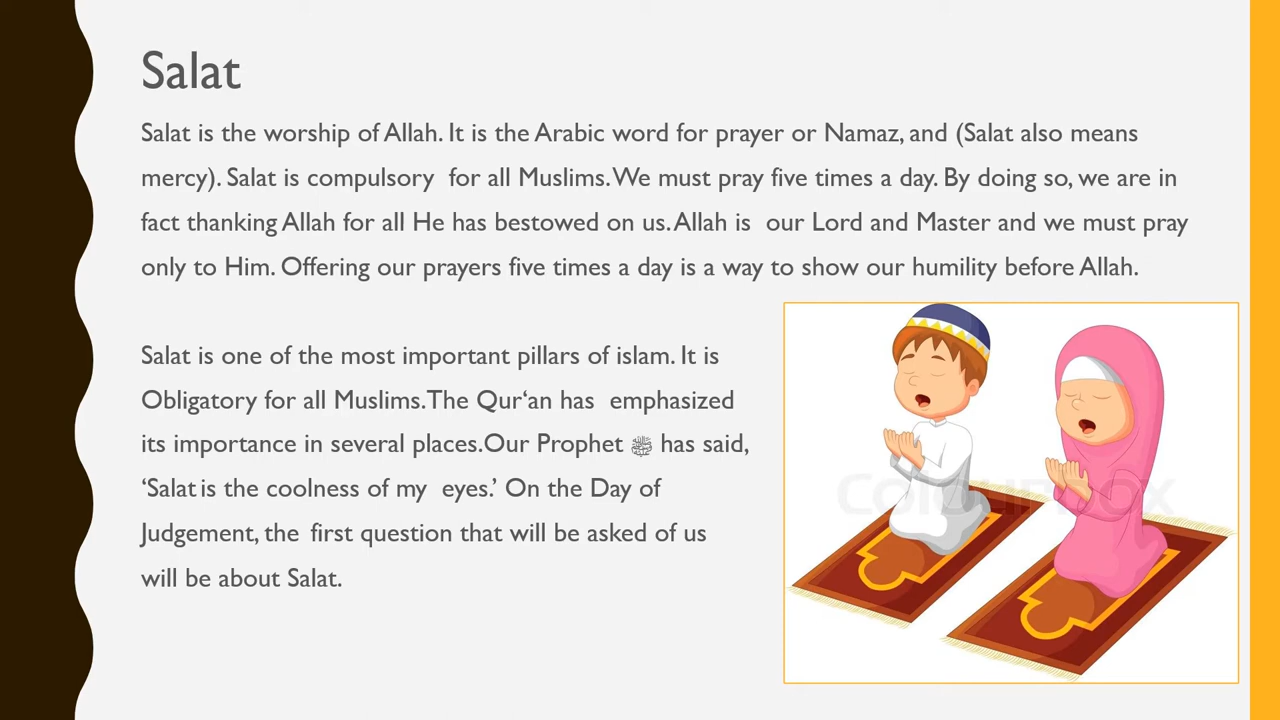 Salat
Salat is the worship of Allah. It is the Arabic word for prayer or Namaz, and (Salat also means
mercy). Salat is compulsory for all Muslims. We must pray five times a day. By doing so, we are in
fact thanking Allah for all He has bestowed on us. Allah is our Lord and Master and we must pray
only to Him. Offering our prayers five times a day is a way to show our humility before Allah.
Salat is one of the most important pillars of islam. It is
Obligatory for all Muslims. The Qur‘an has emphasized
its importance in several places.Our Prophet ﷺ has said,
‘Salat is the coolness of my eyes.’ On the Day of
Judgement, the first question that will be asked of us
will be about Salat.
Colourbox